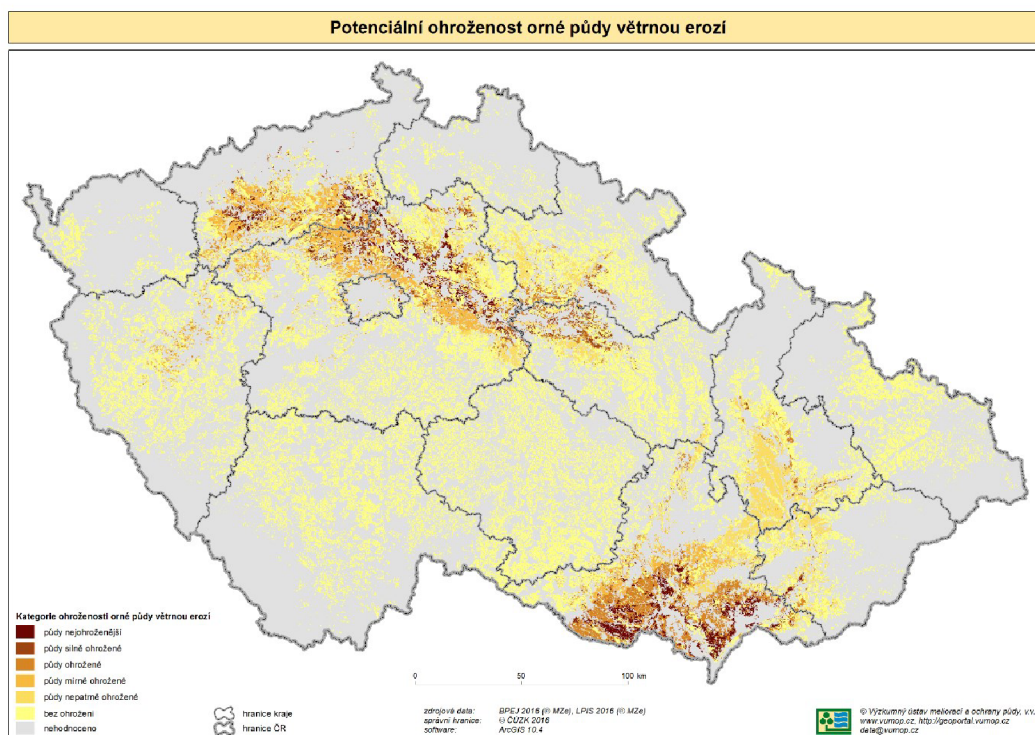 Potenciální ohroženost orné půdy větrnou erozí
Kategorie ohroženosti orné půdy větrnou erozí
půdy nejohroženější
půdy silně ohrožené
půdy ohrožené
půdy mírně ohrožené
půdy nepatrně ohrožené
bez ohrožení
nehodnoceno
hranice kraje
hranice ČR
0 50 100 km
zdrojová data: BPEJ 2016 (© MZe), LPIS 2016 (© MZe)
správní hranice: © ČÚZK 2016
software: ArcGIS 10.4
© Výzkumný ústav meliorací a ochrany půdy, v.v.
www.vumop.cz, http://geoportal.vumop.cz
data@vumop.cz